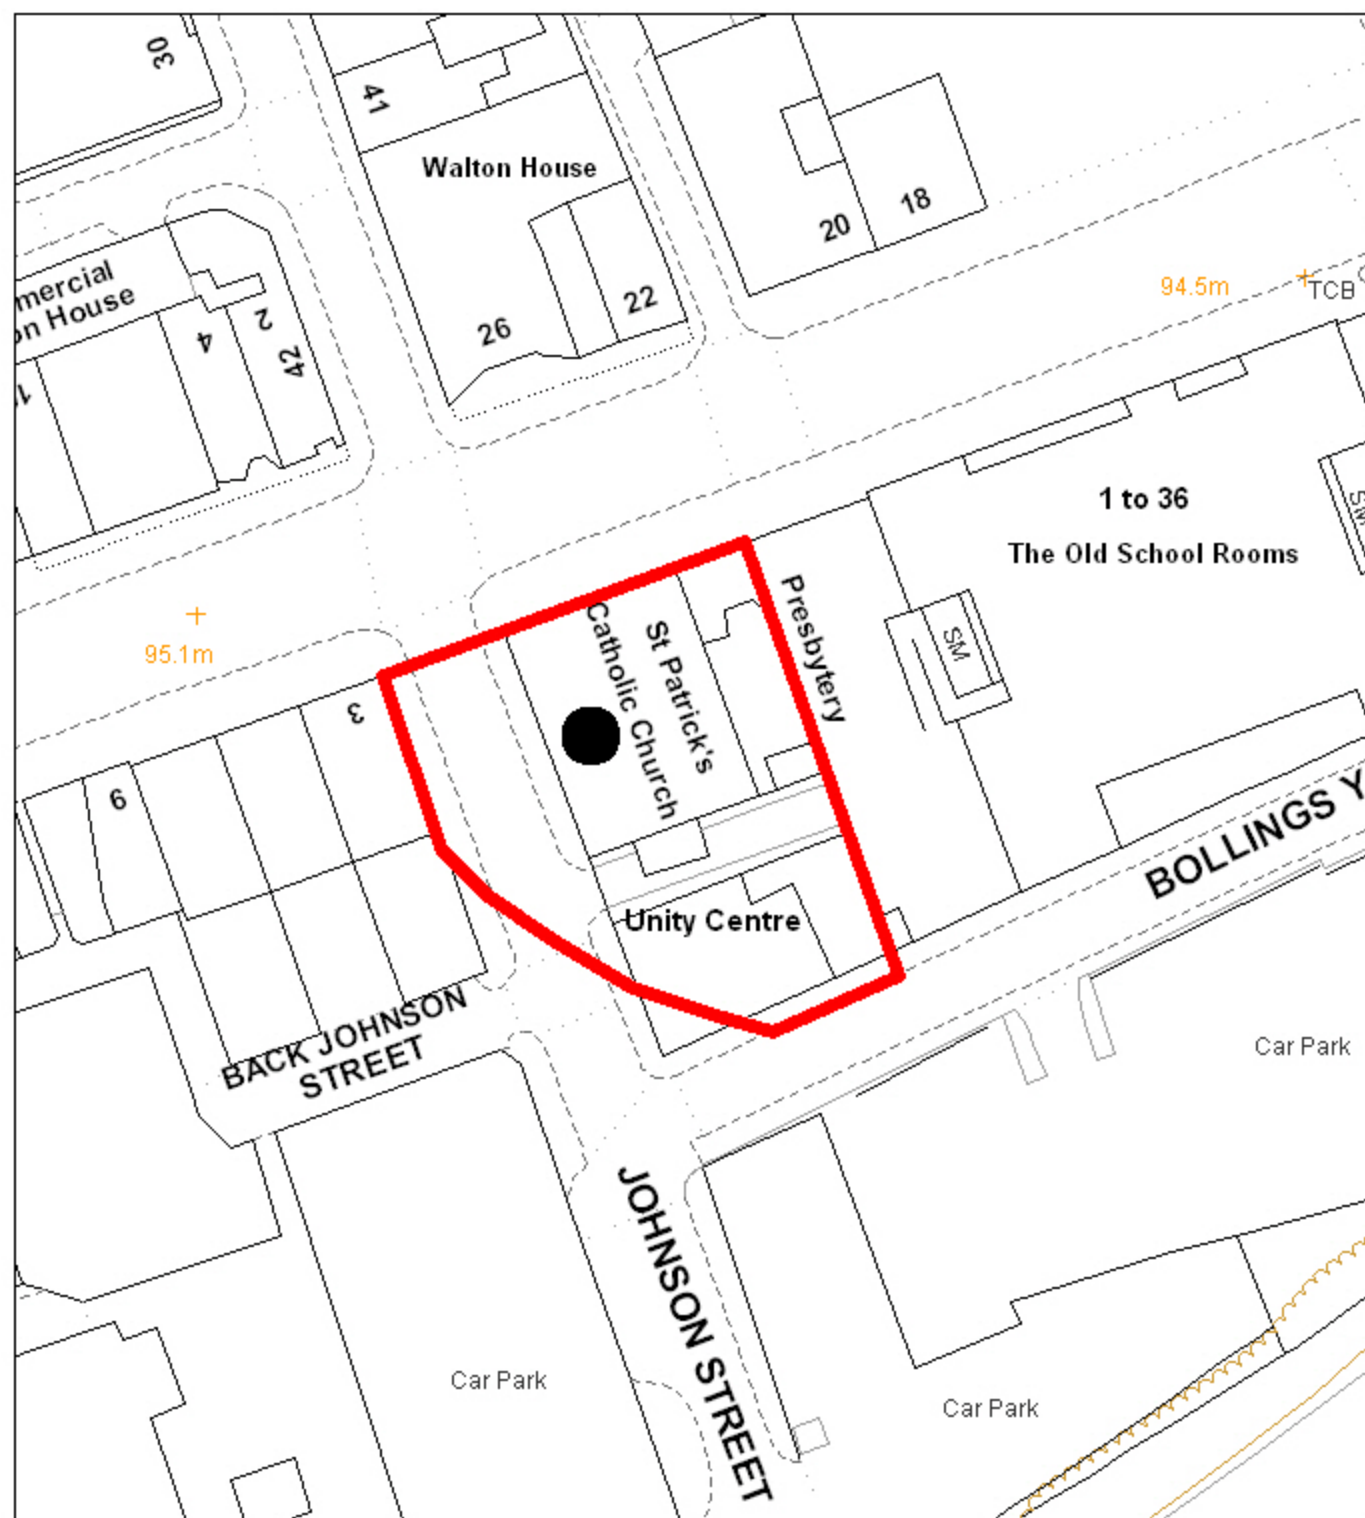 30
41
Walton House
20
18
94.5m
TCB
mercial
on House
4
2
42
26
22
1 to 36
The Old School Rooms
SM
SM
95.1m
3
9
St Patrick's
Catholic Church
Presbytery
Unity Centre
BOLLINGS Y
BACK JOHNSON
STREET
Car Park
JOHNSON STREET
Car Park
Car Park